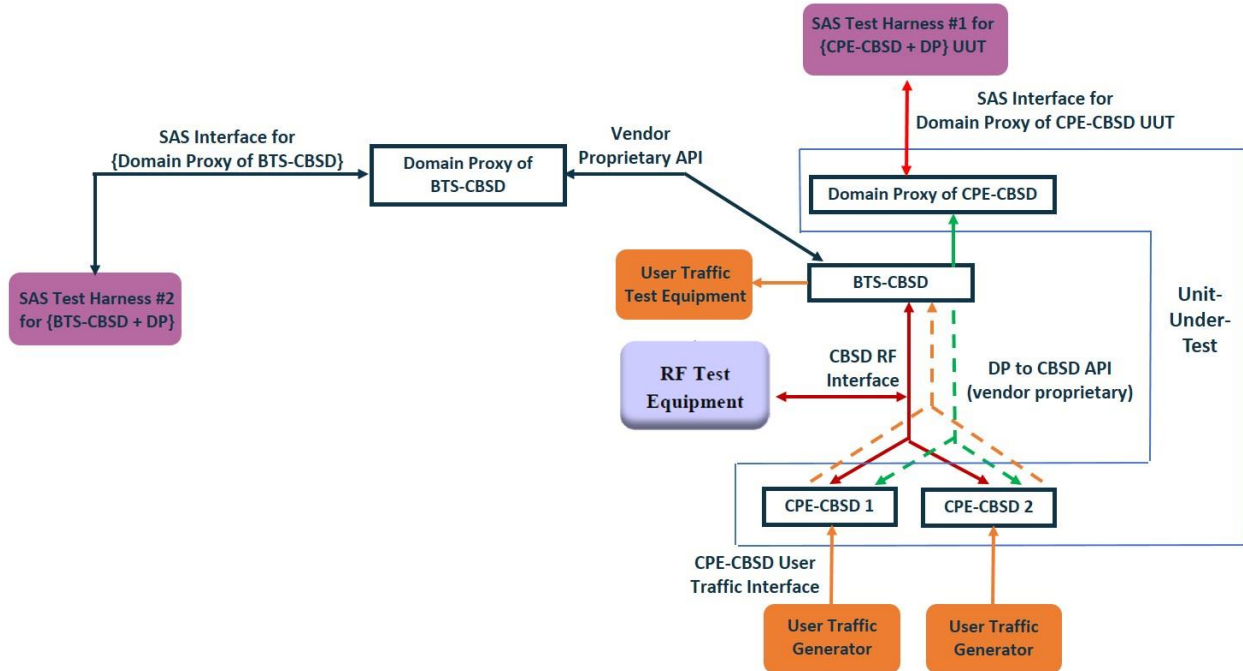 SAS Test Harness #1 for
{CPE-CBSD + DP} UUT
SAS Interface for
Domain Proxy of CPE-CBSD UUT
SAS Interface for
{Domain Proxy of BTS-CBSD}
Vendor
Proprietary API
Domain Proxy of
BTS-CBSD
Domain Proxy of CPE-CBSD
User Traffic
Test Equipment
BTS-CBSD
SAS Test Harness #2
for {BTS-CBSD + DP}
Unit-
Under-
Test
CBSD RF
Interface
DP to CBSD API
(vendor proprietary)
RF Test
Equipment
CPE-CBSD 1
CPE-CBSD 2
CPE-CBSD User
Traffic Interface
User Traffic
Generator
User Traffic
Generator